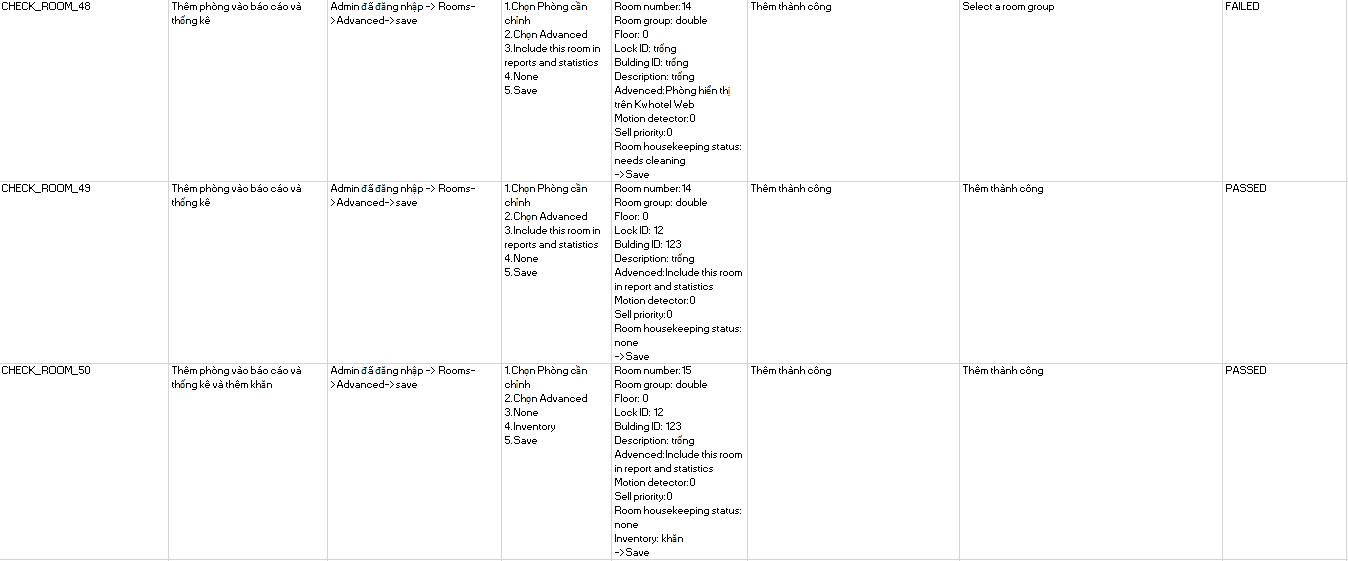 CHECK_ROOM_48
Thêm phòng vào báo cáo và
thống kê
Admin đã đăng nhập -> Rooms-
>Advanced->save
1.Chọn Phòng cần
chỉnh
2.Chọn Advanced
3.Include this room in
reports and statistics
4.None
5.Save
Room number:14
Room group: double
Floor: 0
Lock ID: trống
Bulding ID: trống
Description: trống
Advenced:Phòng hiển thị
trên Kwhotel Web
Motion detector:0
Sell priority:0
Room housekeeping status:
needs cleaning
->Save
Thêm thành công
Select a room group
FAILED
CHECK_ROOM_49
Thêm phòng vào báo cáo và
thống kê
Admin đã đăng nhập -> Rooms-
>Advanced->save
1.Chọn Phòng cần
chỉnh
2.Chọn Advanced
3.Include this room in
reports and statistics
4.None
5.Save
Room number:14
Room group: double
Floor: 0
Lock ID: 12
Bulding ID: 123
Description: trống
Advenced:Include this room
in report and statistics
Motion detector:0
Sell priority:0
Room housekeeping status:
none
->Save
Thêm thành công
Thêm thành công
PASSED
CHECK_ROOM_50
Thêm phòng vào báo cáo và
thống kê và thêm khăn
Admin đã đăng nhập -> Rooms-
>Advanced->save
1.Chọn Phòng cần
chỉnh
2.Chọn Advanced
3.None
4.Inventory
5.Save
Room number:15
Room group: double
Floor: 0
Lock ID: 12
Bulding ID: 123
Description: trống
Advenced:Include this room
in report and statistics
Motion detector:0
Sell priority:0
Room housekeeping status:
none
Inventory: khăn
->Save
Thêm thành công
Thêm thành công
PASSED